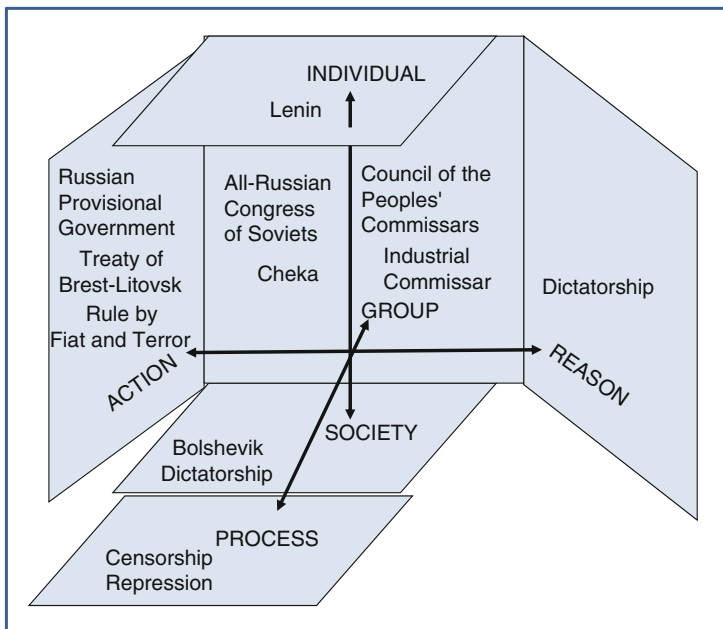 INDIVIDUAL
Lenin
Russian
Provisional
Government
Treaty of
Brest-Litovsk
Rule by
Fiat and Terror
ACTION
All-Russian
Congress
of Soviets
Cheka
Council of the
Peoples'
Commissars
Industrial
Commissar
GROUP
Dictatorship
REASON
SOCIETY
Bolshevik
Dictatorship
PROCESS
Censorship
Repression